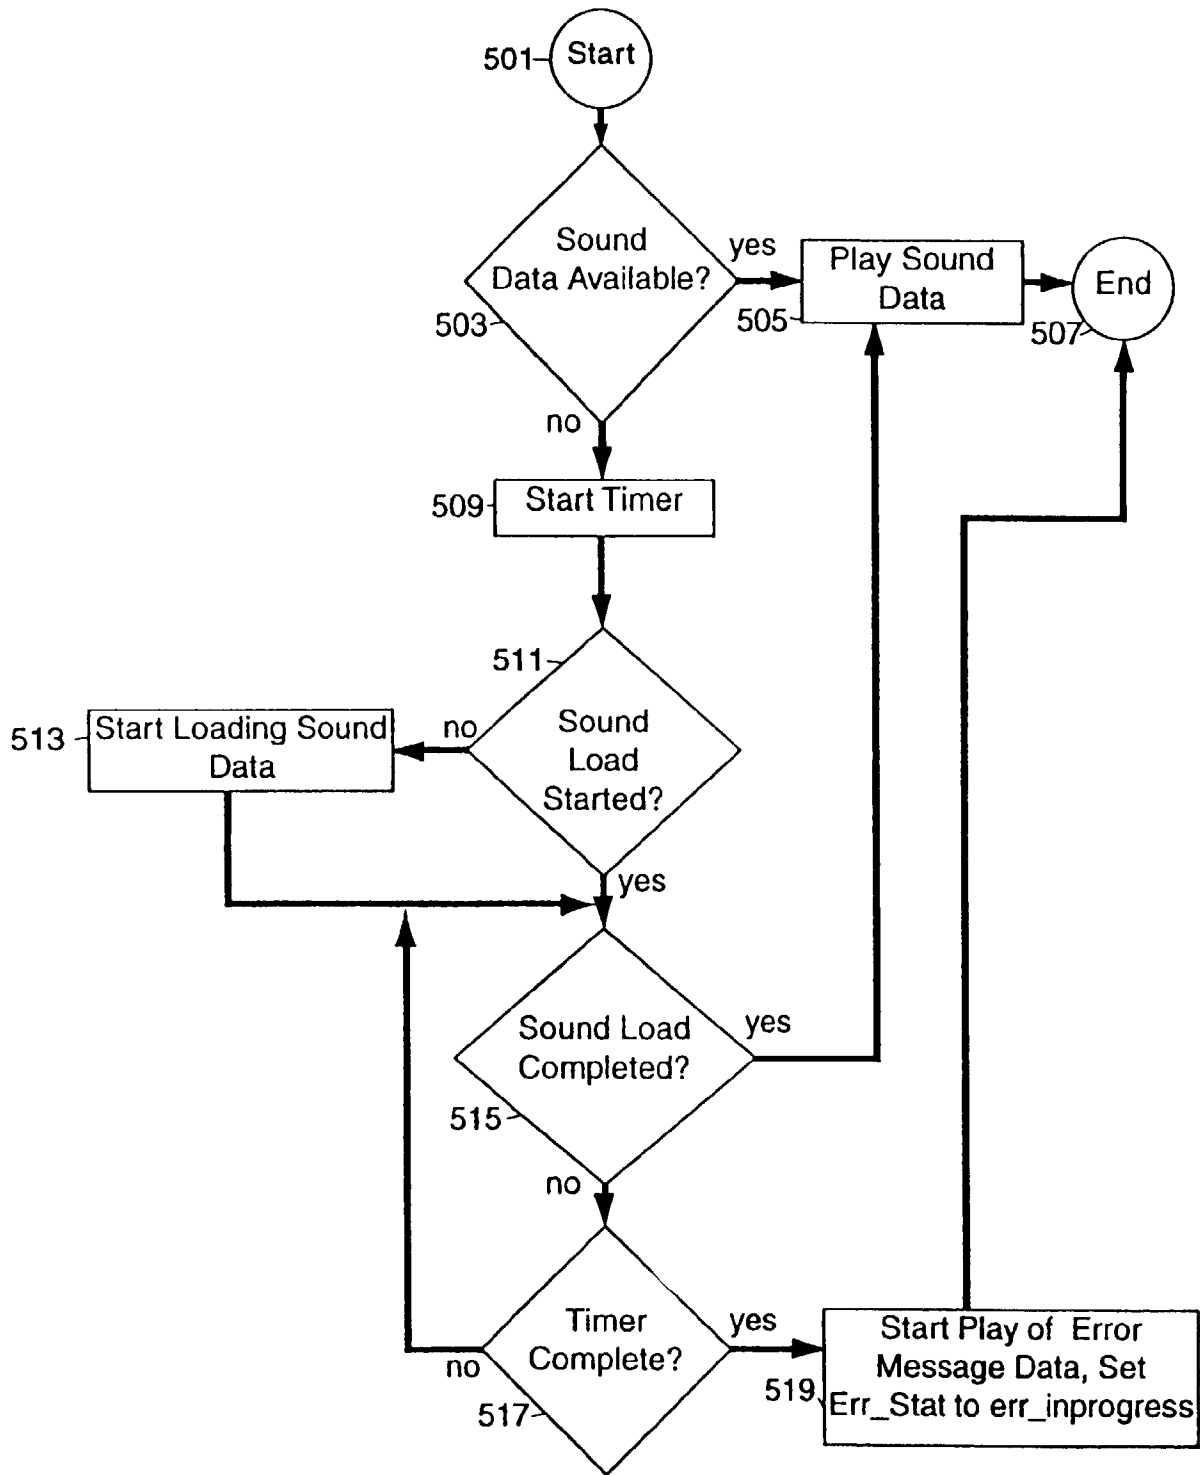 501
Start
Sound
Data Available?
503
yes
Play Sound
Data
505
End
507
no
509
Start Timer
511
Sound
Load
Started?
no
513
Start Loading Sound
Data
yes
Sound Load
Completed?
515
yes
no
Timer
Complete?
517
no
yes
Start Play of Error
Message Data, Set
Err_Stat to err_inprogress
519